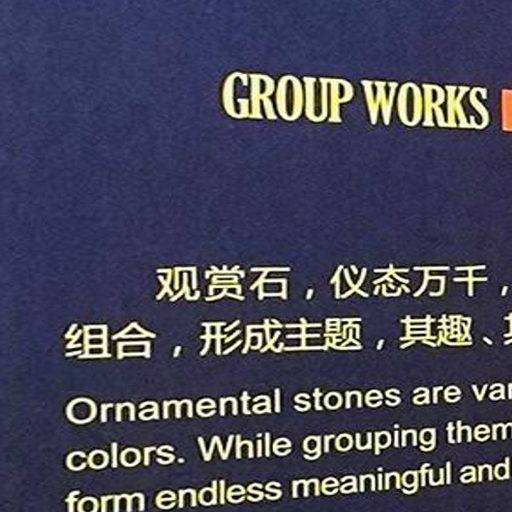 GROUP WORKS
观赏石，仪态万千，
组合，形成主题，其趣、
Ornamental stones are
colors. While grouping them
form endless meaningful and